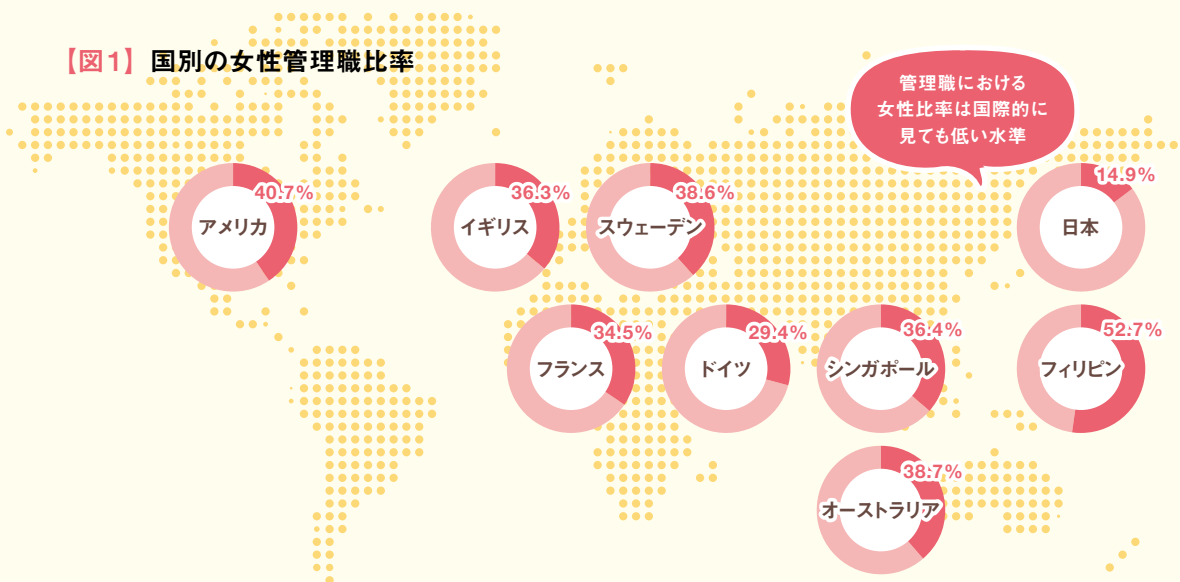 【図1】 国別の女性管理職比率
管理職における
女性比率は国際的に
見ても低い水準
40.7%
アメリカ
36.3%
イギリス
38.6%
スウェーデン
14.9%
日本
34.5%
フランス
29.4%
ドイツ
36.4%
シンガポール
52.7%
フィリピン
38.7%
オーストラリア